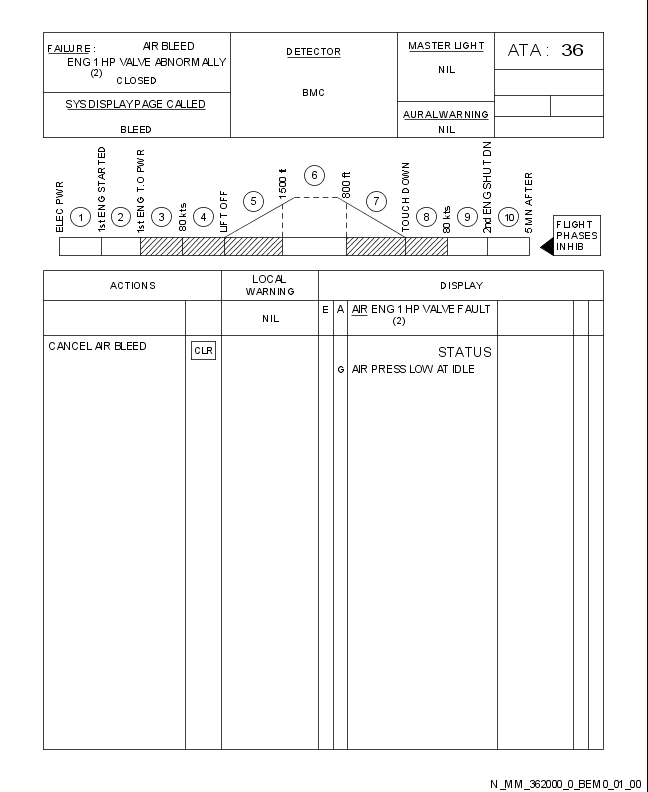 FAILURE : AIR BLEED
ENG 1 HP VALVE ABNORMALLY
(2)
CLOSED
SYS DISPLAY PAGE CALLED
BLEED
DETECTOR
BMC
MASTER LIGHT
NIL
AURAL WARNING
NIL
ATA : 36
ELEC PWR
1
1st ENG STARTED
2
1st ENG T.O PWR
3
80 kts
4
LIFT OFF
5
1500 ft
6
800 ft
7
TOUCH DOWN
8
80 kts
9
2nd ENG SHUT DN
10
5 MN AFTER
FLIGHT
PHASES
INHIB
ACTIONS
LOCAL
WARNING
DISPLAY
NIL
E A AIR ENG 1 HP VALVE FAULT
(2)
CANCEL AIR BLEED CLR
STATUS
G AIR PRESS LOW AT IDLE
N_MM_362000_0_BEM0_01_00